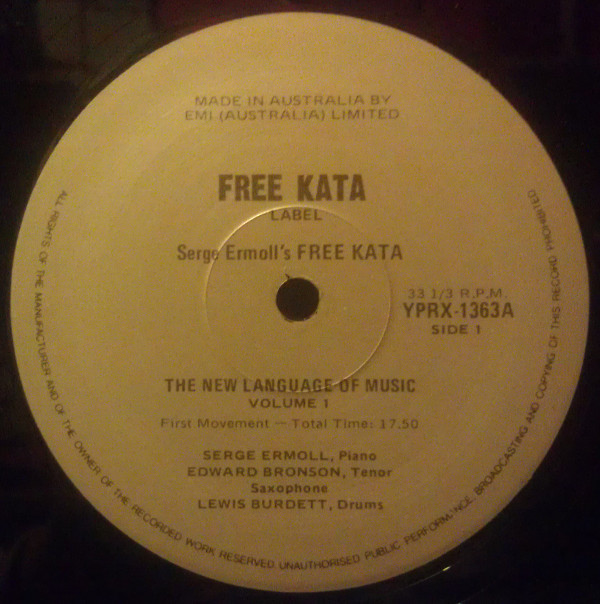 MADE IN AUSTRALIA BY
EMI (AUSTRALIA) LIMITED
FREE KATA
LABEL
Serge Ermoll's FREE KATA
33 1/3 R.P.M.
YPRX-1363A
SIDE 1
THE NEW LANGUAGE OF MUSIC
VOLUME 1
First Movement — Total Time: 17.50
SERGE ERMOLL, Piano
EDWARD BRONSON, Tenor
Saxophone
LEWIS BURDETT, Drums
ALL RIGHTS OF THE MANUFACTURER AND OF THE OWNER OF THE RECORDED WORK RESERVED. UNAUTHORISED PUBLIC PERFORMANCE, BROADCASTING AND COPYING OF THIS RECORD PROHIBITED